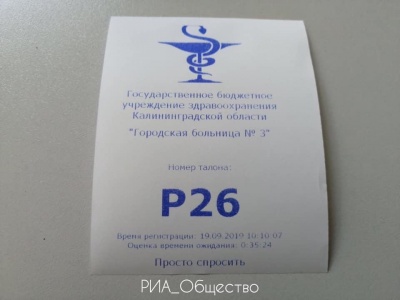 Государственное бюджетное
учреждение здравоохранения
Калининградской области
"Городская больница № 3"
Номер талона:
Р26
Время регистрации: 19.09.2019 10:10:07
Оценка времени ожидания: 0:35:24
Просто спросить
РИА_Общество